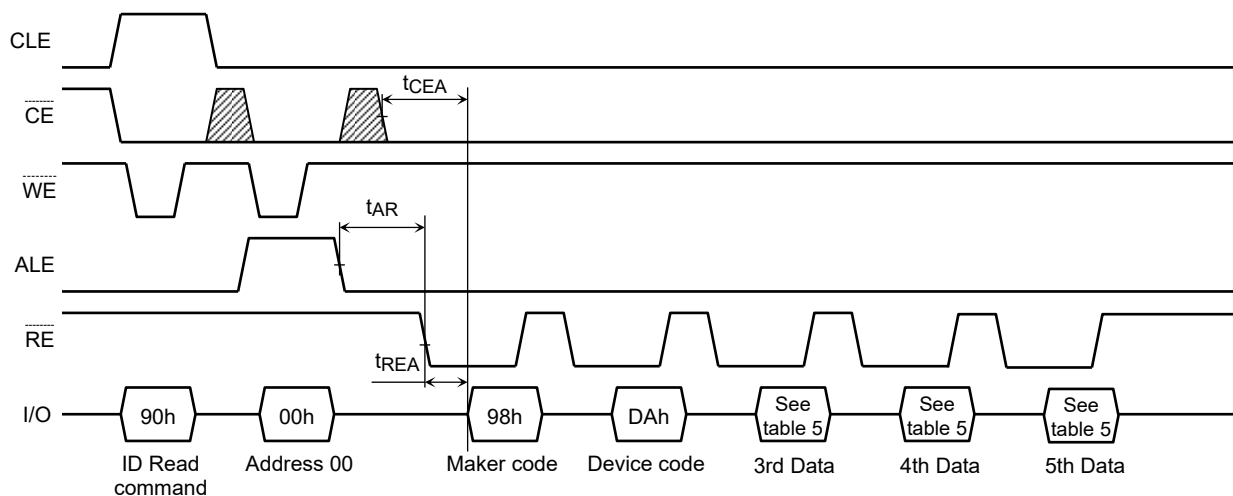 CLE
tCEA
CE
WE
tAR
ALE
RE
tREA
I/O
90h
00h
98h
DAh
See
table 5
See
table 5
See
table 5
ID Read
command
Address 00
Maker code
Device code
3rd Data
4th Data
5th Data